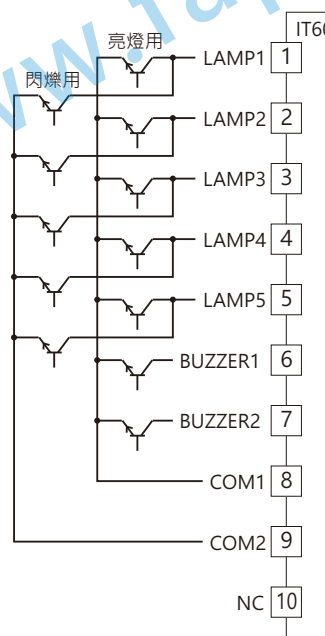 IT60
亮燈用
LAMP1 1
閃爍用
LAMP2 2
LAMP3 3
LAMP4 4
LAMP5 5
BUZZER1 6
BUZZER2 7
COM1 8
COM2 9
NC 10